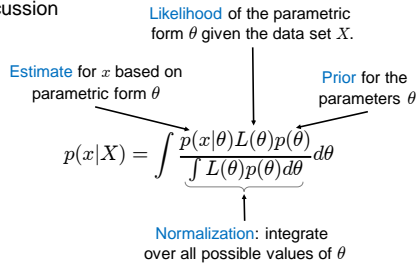 cussion
Likelihood of the parametric
form θ given the data set X.
Estimate for x based on
parametric form θ
Prior for the
parameters θ
p(x|X) = ∫ p(x|θ)L(θ)p(θ) / ∫ L(θ)p(θ)dθ dθ
Normalization: integrate
over all possible values of θ